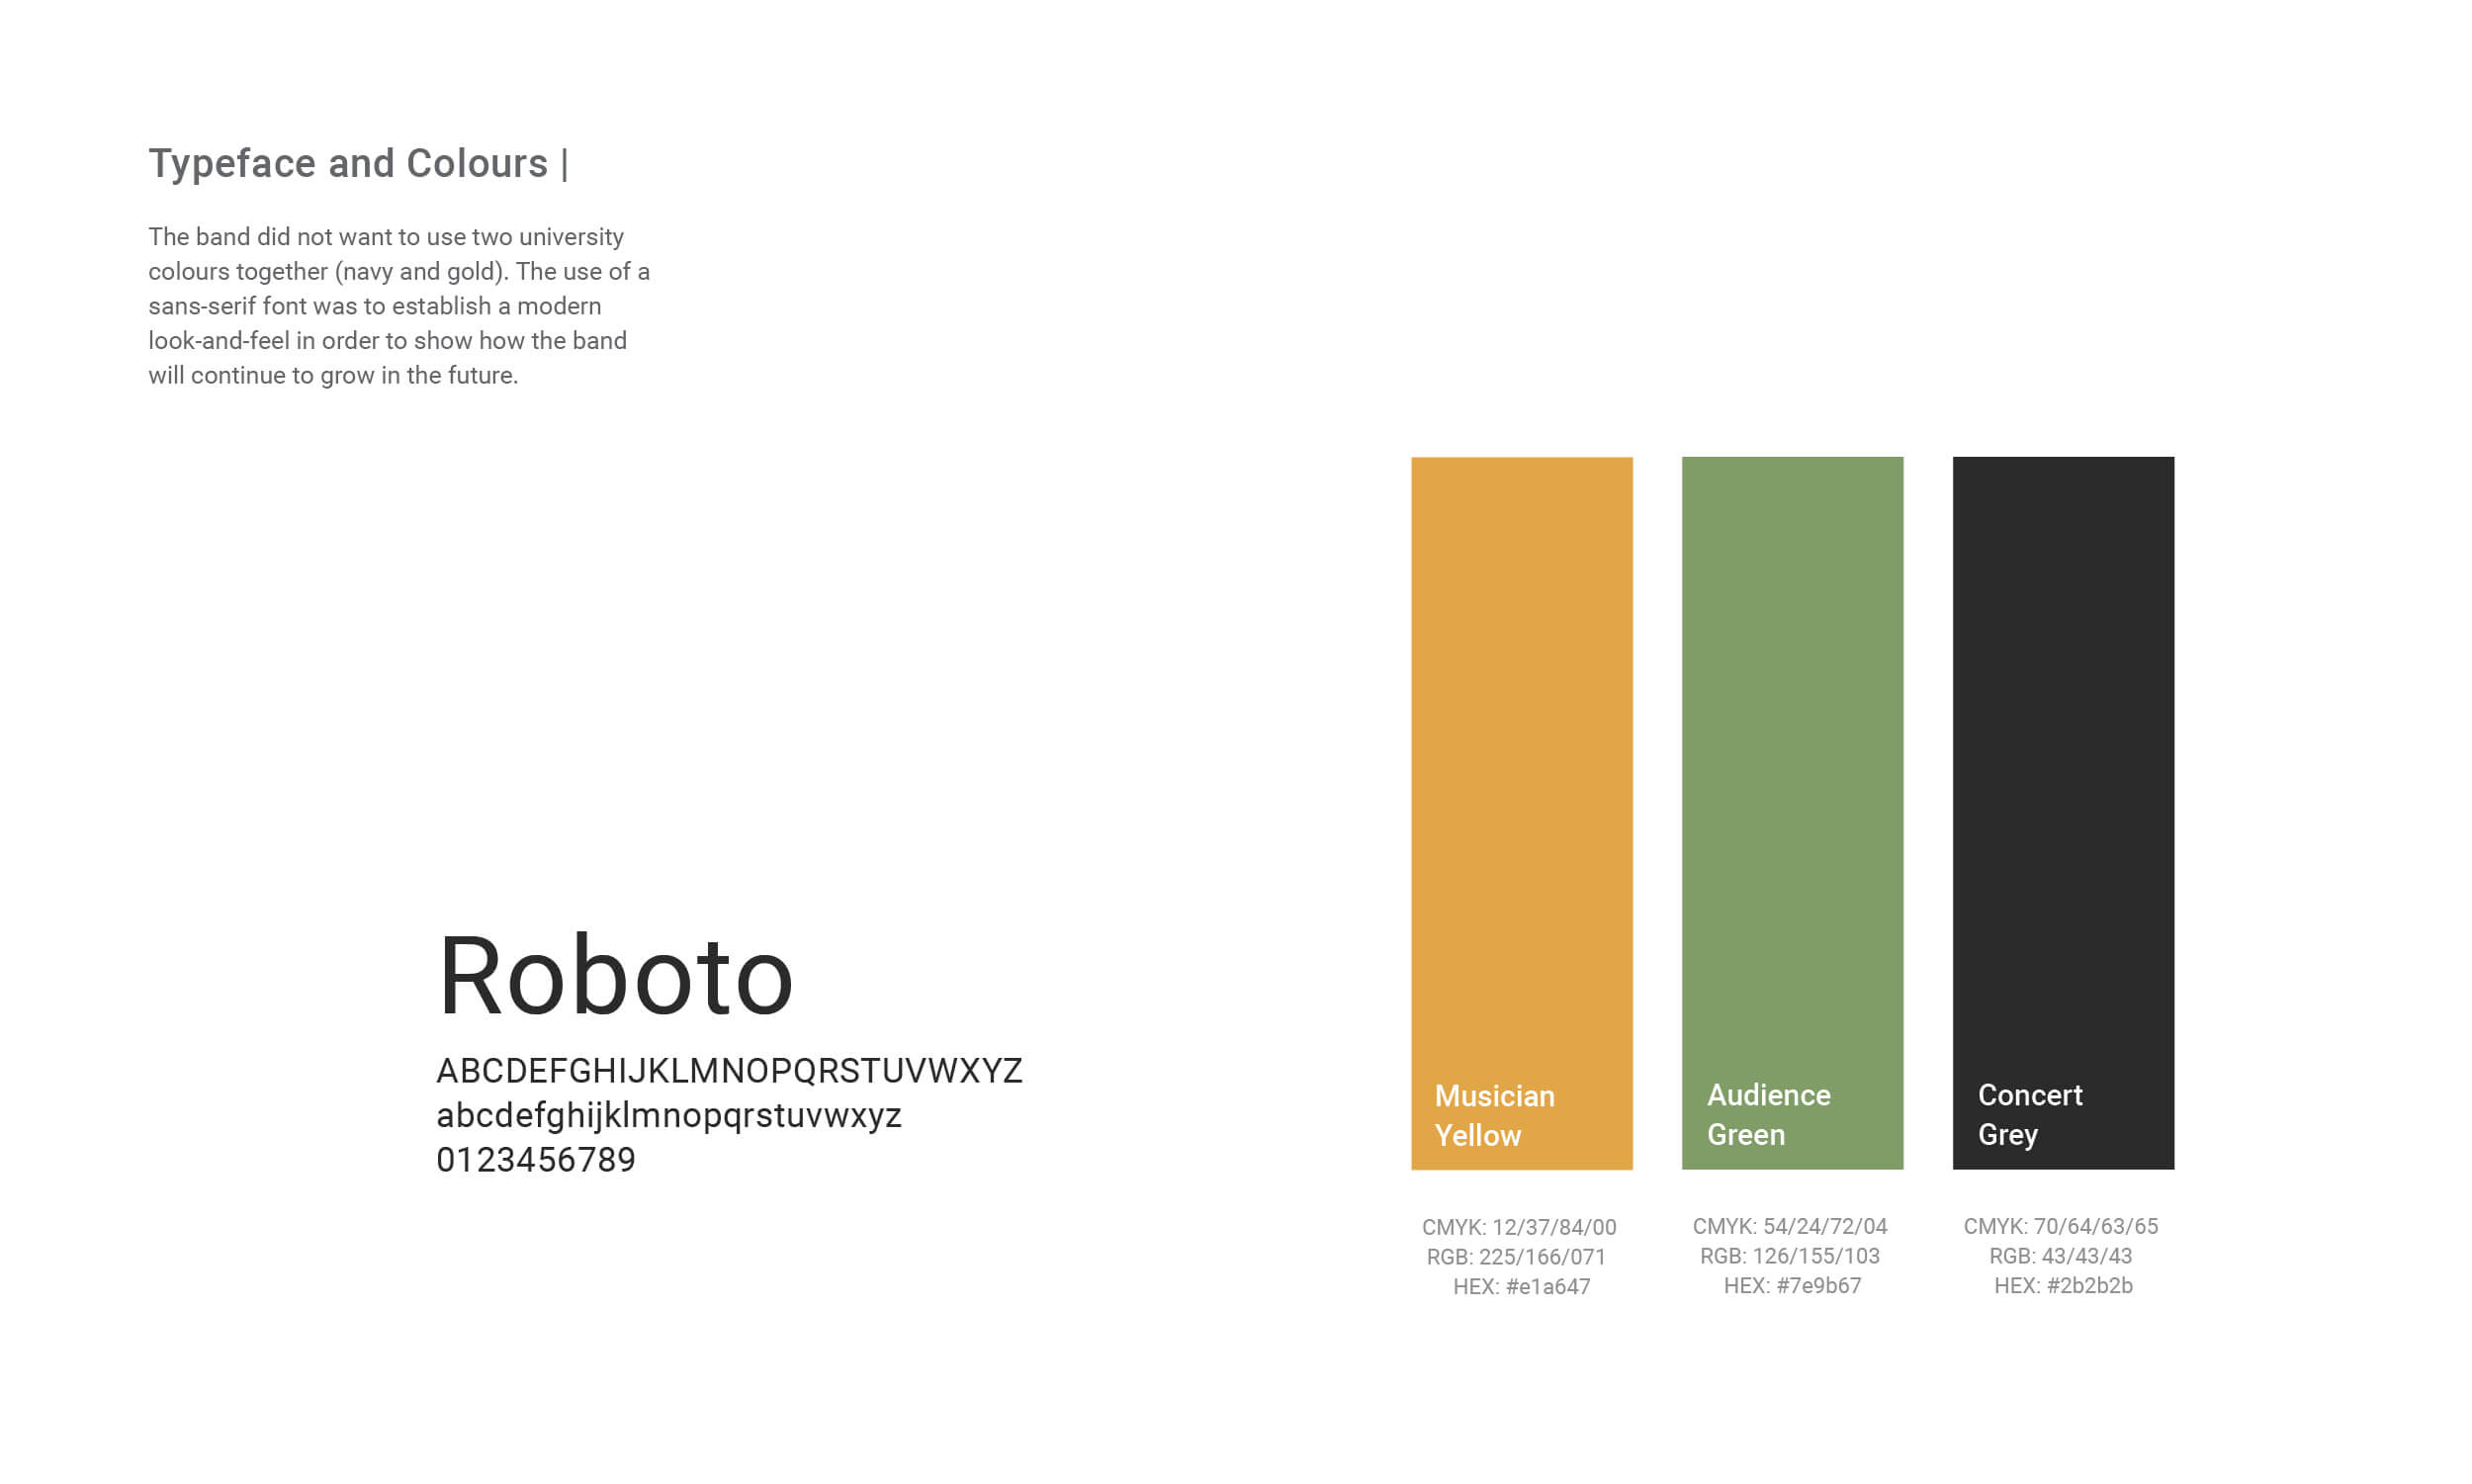 Typeface and Colours |
The band did not want to use two university
colours together (navy and gold). The use of a
sans-serif font was to establish a modern
look-and-feel in order to show how the band
will continue to grow in the future.
Roboto
ABCDEFGHIJKLMNOPQRSTUVWXYZ
abcdefghijklmnopqrstuvwxyz
0123456789
Musician
Yellow
CMYK: 12/37/84/00
RGB: 225/166/071
HEX: #e1a647
Audience
Green
CMYK: 54/24/72/04
RGB: 126/155/103
HEX: #7e9b67
Concert
Grey
CMYK: 70/64/63/65
RGB: 43/43/43
HEX: #2b2b2b